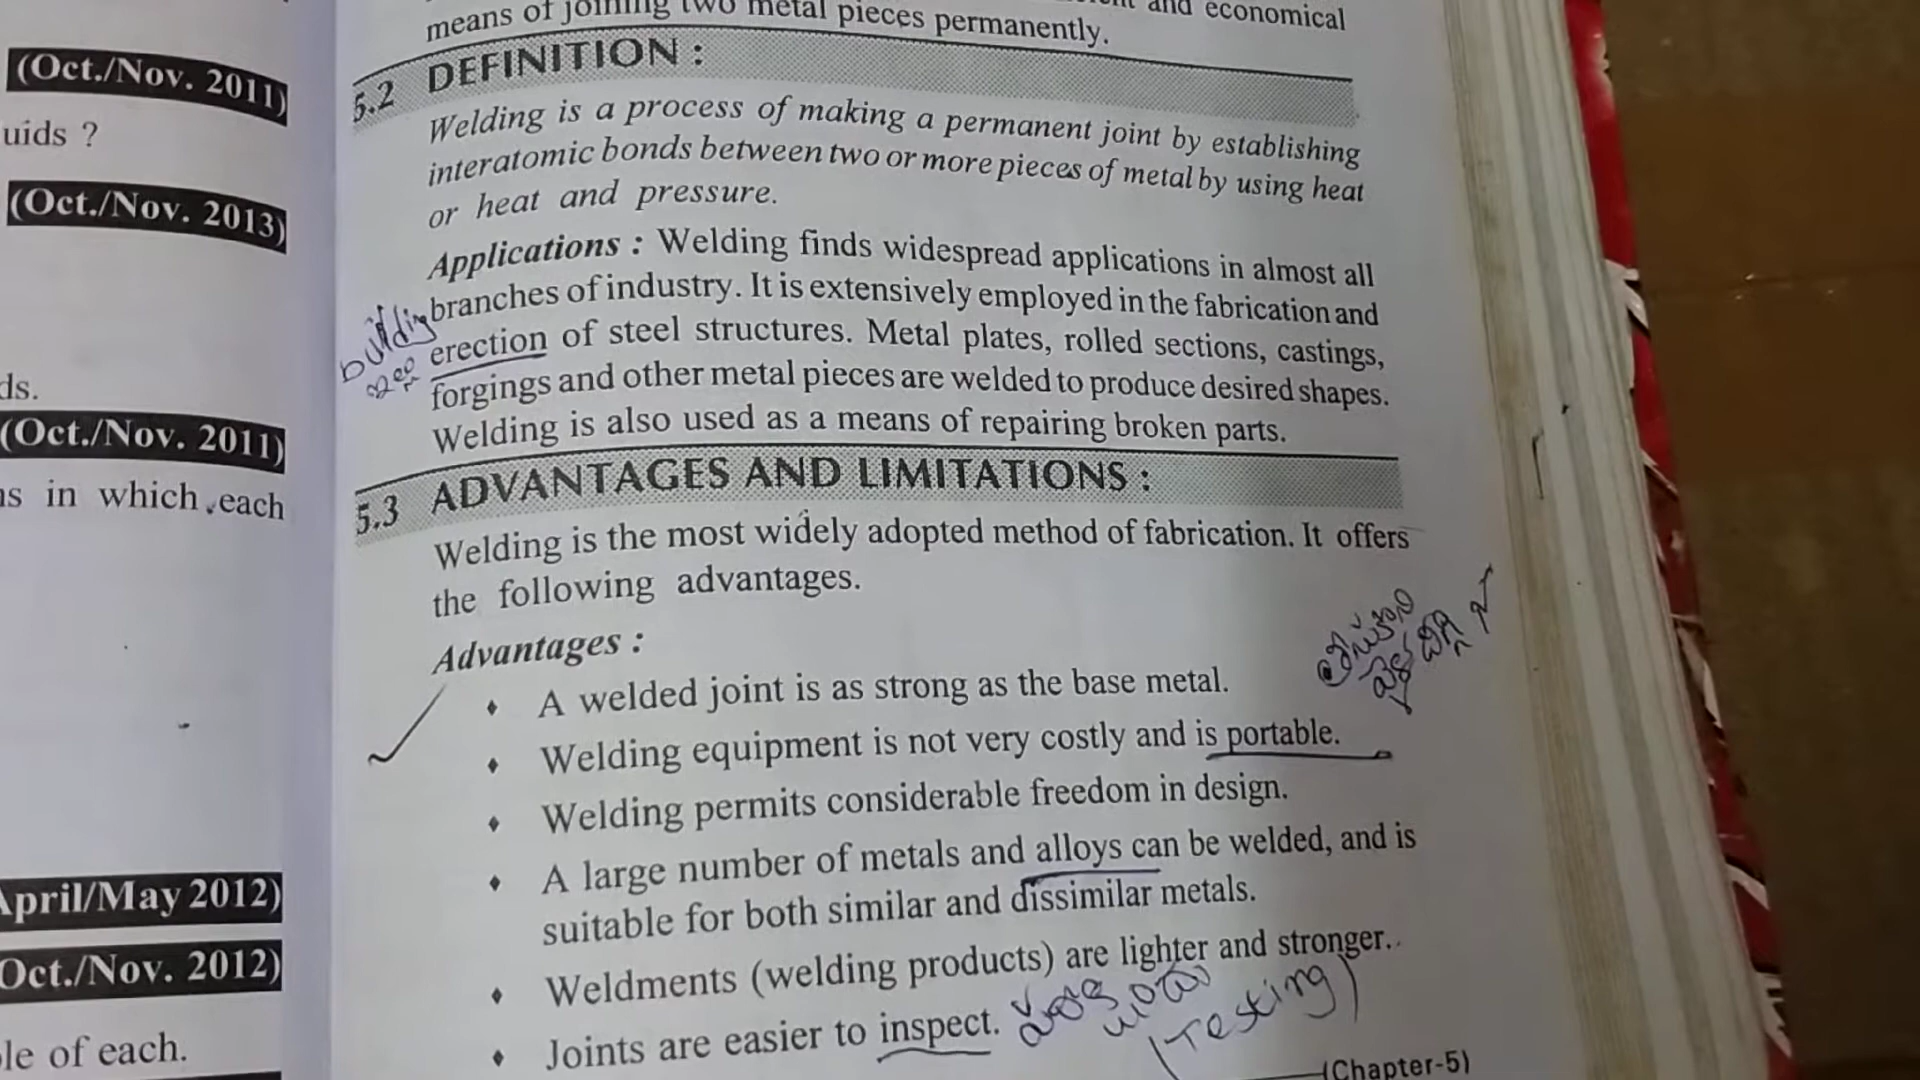 (Oct./Nov. 2011)
uids ?
(Oct./Nov. 2013)
ds.
(Oct./Nov. 2011)
in which each
April/May 2012)
Oct./Nov. 2012)
le of each.
and economical
means of joining two metal pieces permanently.
5.2 DEFINITION :
Welding is a process of making a permanent joint by establishing
interatomic bonds between two or more pieces of metal by using heat
or heat and pressure.
Applications : Welding finds widespread applications in almost all
branches of industry. It is extensively employed in the fabrication and
building
erection of steel structures. Metal plates, rolled sections, castings,
forgings and other metal pieces are welded to produce desired shapes.
Welding is also used as a means of repairing broken parts.
5.3 ADVANTAGES AND LIMITATIONS :
Welding is the most widely adopted method of fabrication. It offers
the following advantages.
Advantages :
♦ A welded joint is as strong as the base metal.
♦ Welding equipment is not very costly and is portable.
♦ Welding permits considerable freedom in design.
♦ A large number of metals and alloys can be welded, and is
suitable for both similar and dissimilar metals.
♦ Weldments (welding products) are lighter and stronger.
♦ Joints are easier to inspect.
(Testing)
(Chapter-5)